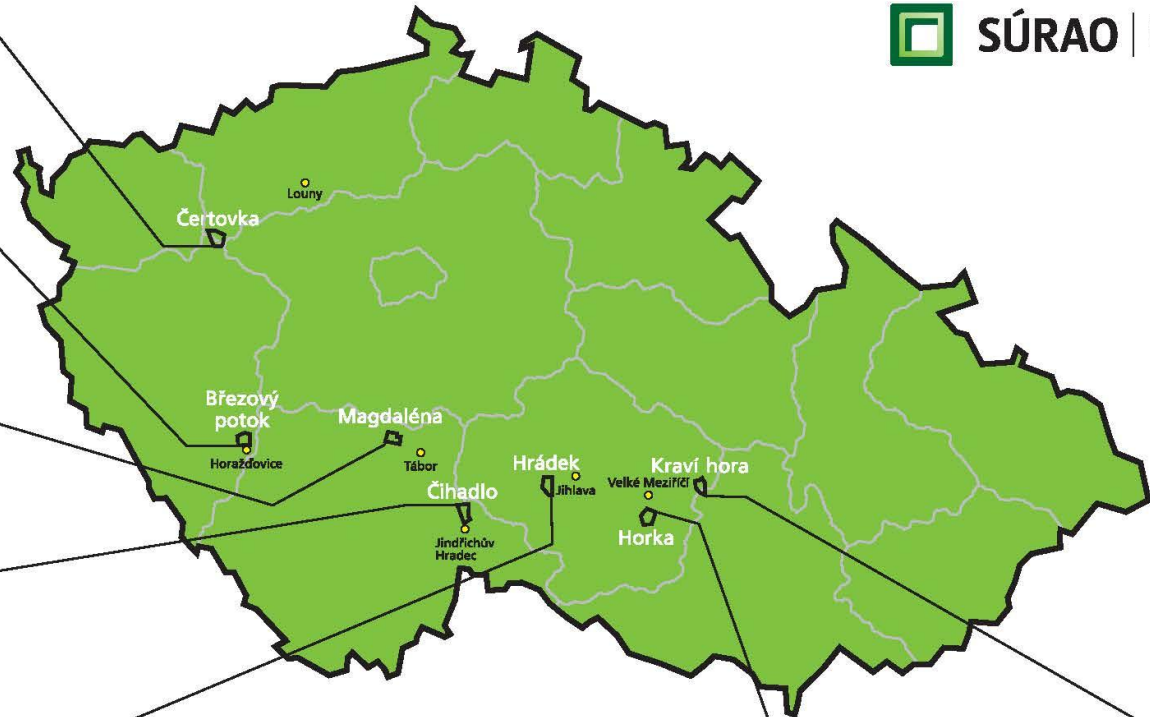 SÚRAO
Louny
Čertovka
Březový
potok
Horažďovice
Magdaléna
Tábor
Čihadlo
Jindřichův
Hradec
Hrádek
Jihlava
Velké Meziříčí
Kraví hora
Horka